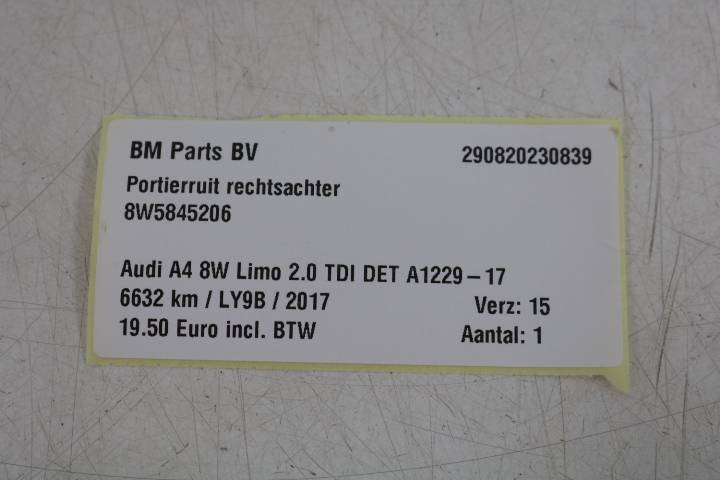 BM Parts BV 290820230839
Portierruit rechtsachter
8W5845206
Audi A4 8W Limo 2.0 TDI DET A1229-17
6632 km / LY9B / 2017 Verz: 15
19.50 Euro incl. BTW Aantal: 1